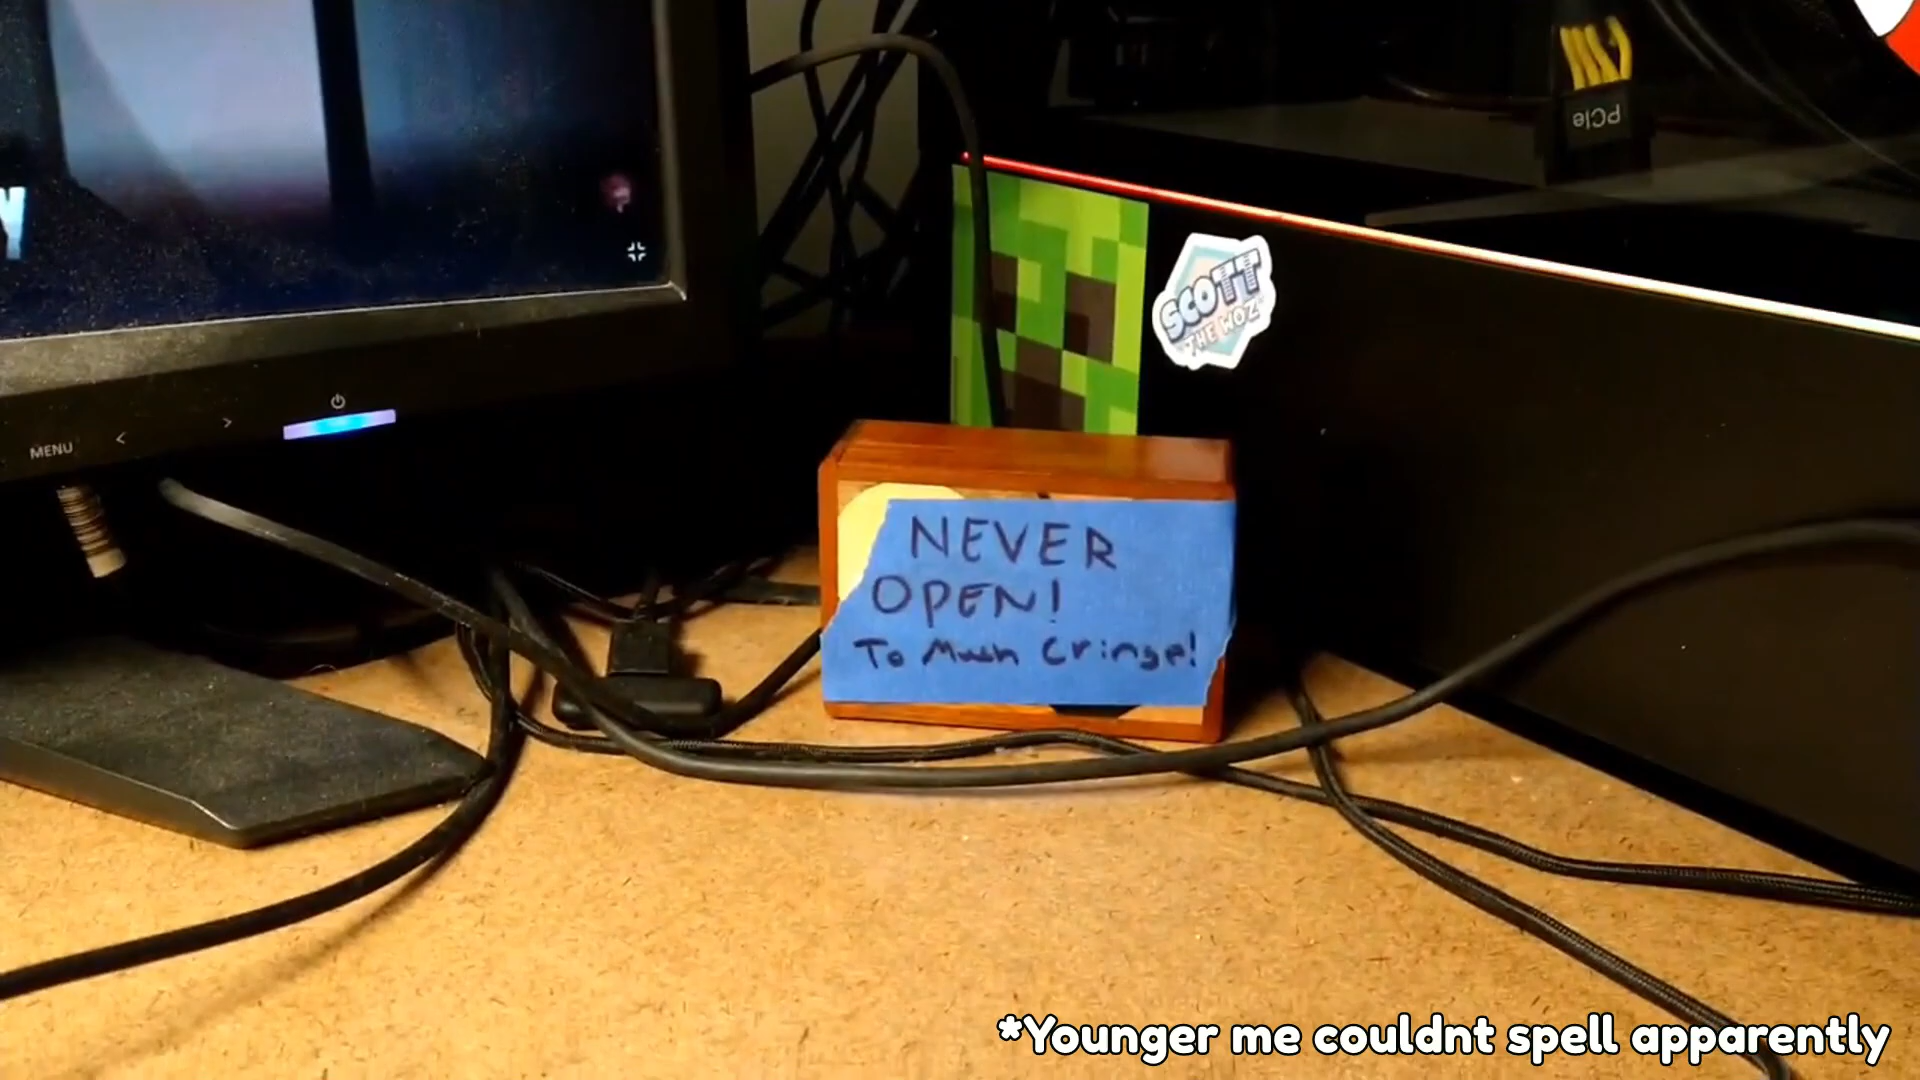 PCIe
SCOTT
THE WOZ
MENU
NEVER
OPEN!
To Much Cringe!
*Younger me couldnt spell apparently